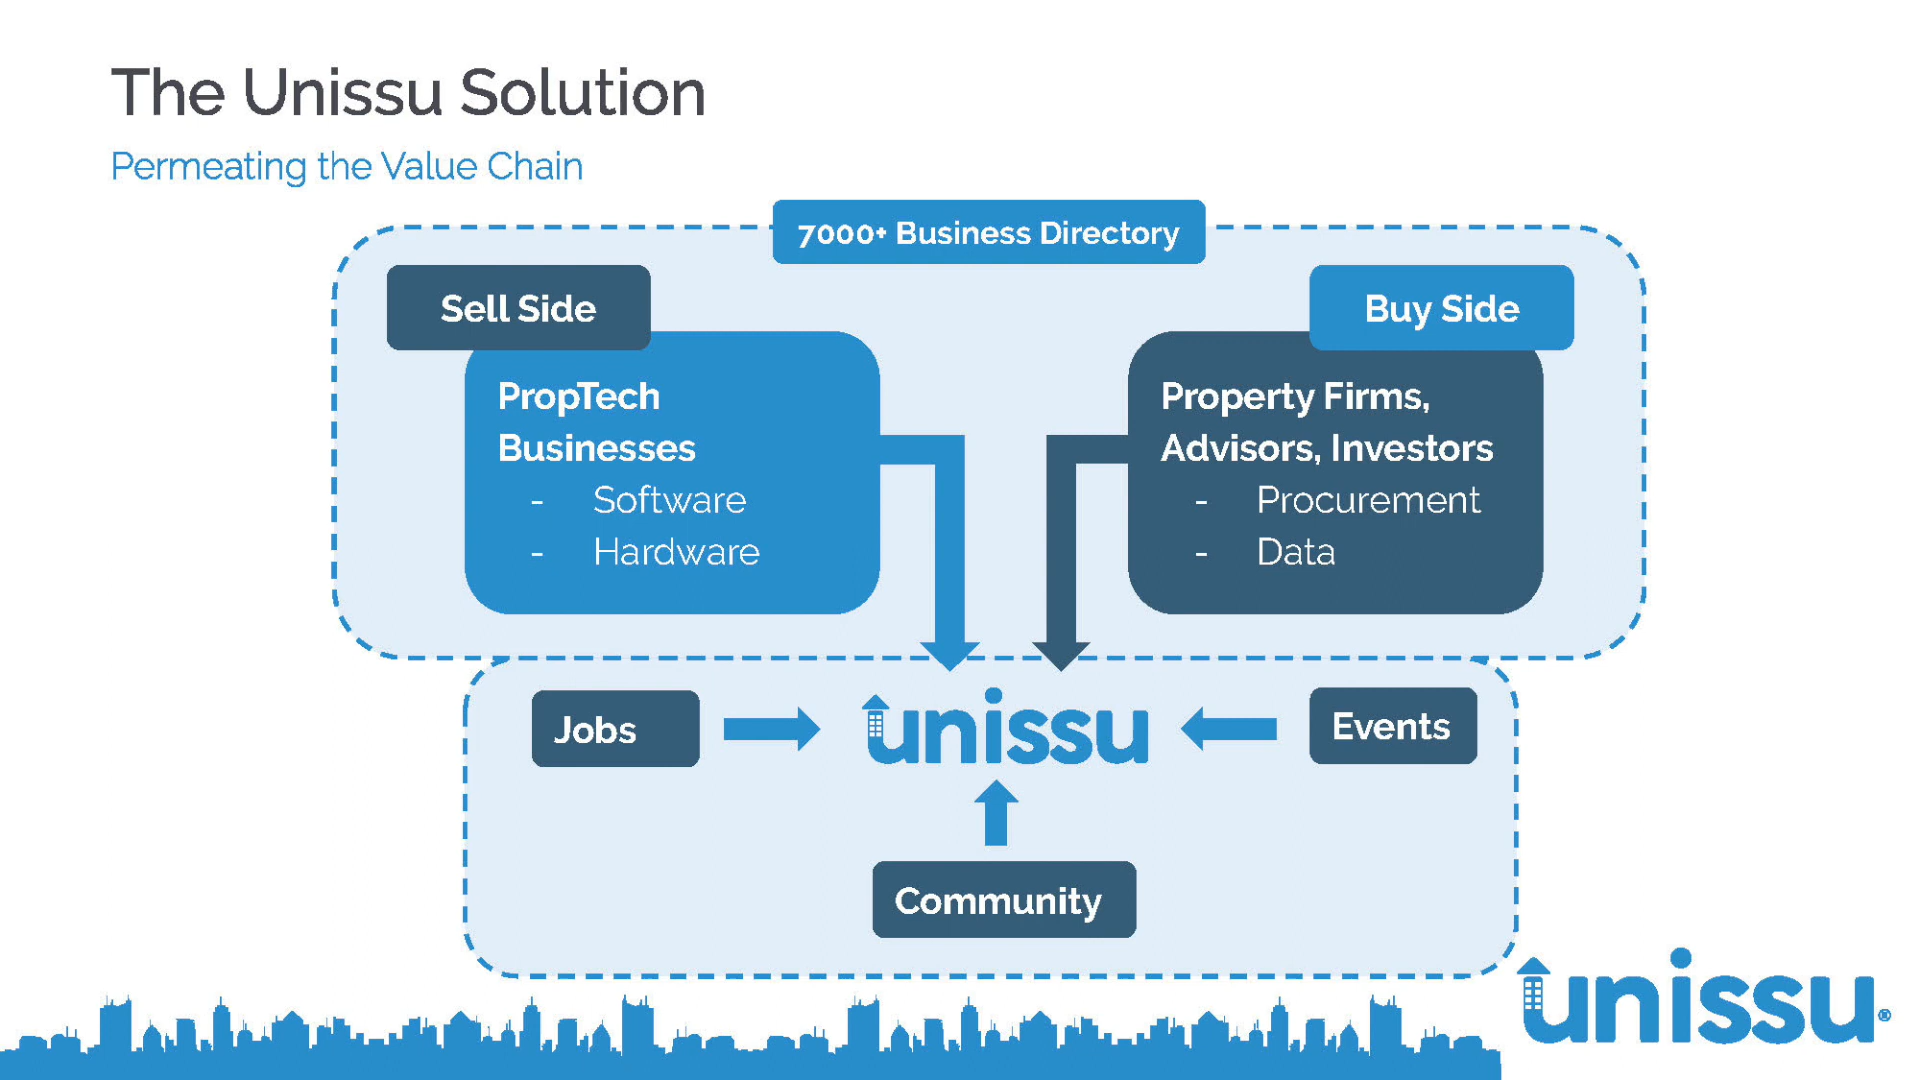 The Unissu Solution
Permeating the Value Chain
7000+ Business Directory
Sell Side
Buy Side
PropTech
Businesses
- Software
- Hardware
Property Firms,
Advisors, Investors
- Procurement
- Data
Jobs
unissu
Events
Community
unissu®